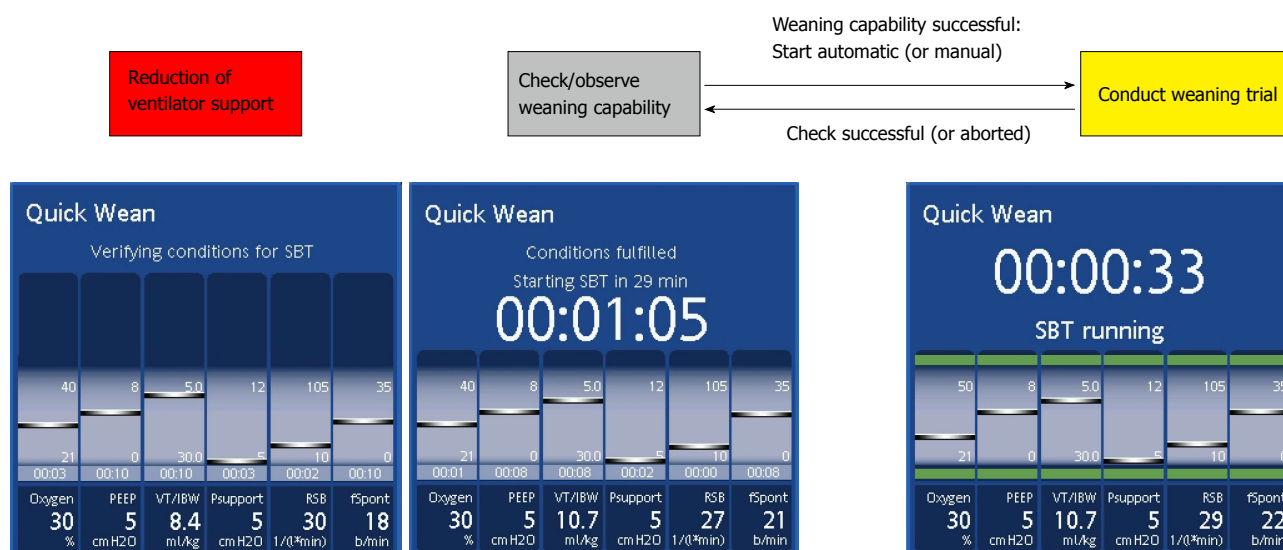 Weaning capability successful:
Start automatic (or manual)
Reduction of
ventilator support
Check/observe
weaning capability
Conduct weaning trial
Check successful (or aborted)
Quick Wean
Verifying conditions for SBT
40 8 5.0 12 105 35
21 0 30.0 5 10 0
00:03 00:10 00:10 00:03 00:02 00:10
Oxygen PEEP VT/IBW Psupport RSB fSpont
30 5 8.4 5 30 18
% cmH2O ml/kg cmH2O 1/(l*min) b/min
Quick Wean
Conditions fulfilled
Starting SBT in 29 min
00:01:05
40 8 5.0 12 105 35
21 0 30.0 5 10 0
00:01 00:08 00:08 00:02 00:00 00:08
Oxygen PEEP VT/IBW Psupport RSB fSpont
30 5 10.7 5 27 21
% cmH2O ml/kg cmH2O 1/(l*min) b/min
Quick Wean
00:00:33
SBT running
50 8 5.0 12 105 35
21 0 30.0 5 10 0
Oxygen PEEP VT/IBW Psupport RSB fSpont
30 5 10.7 5 29 22
% cmH2O ml/kg cmH2O 1/(l*min) b/min